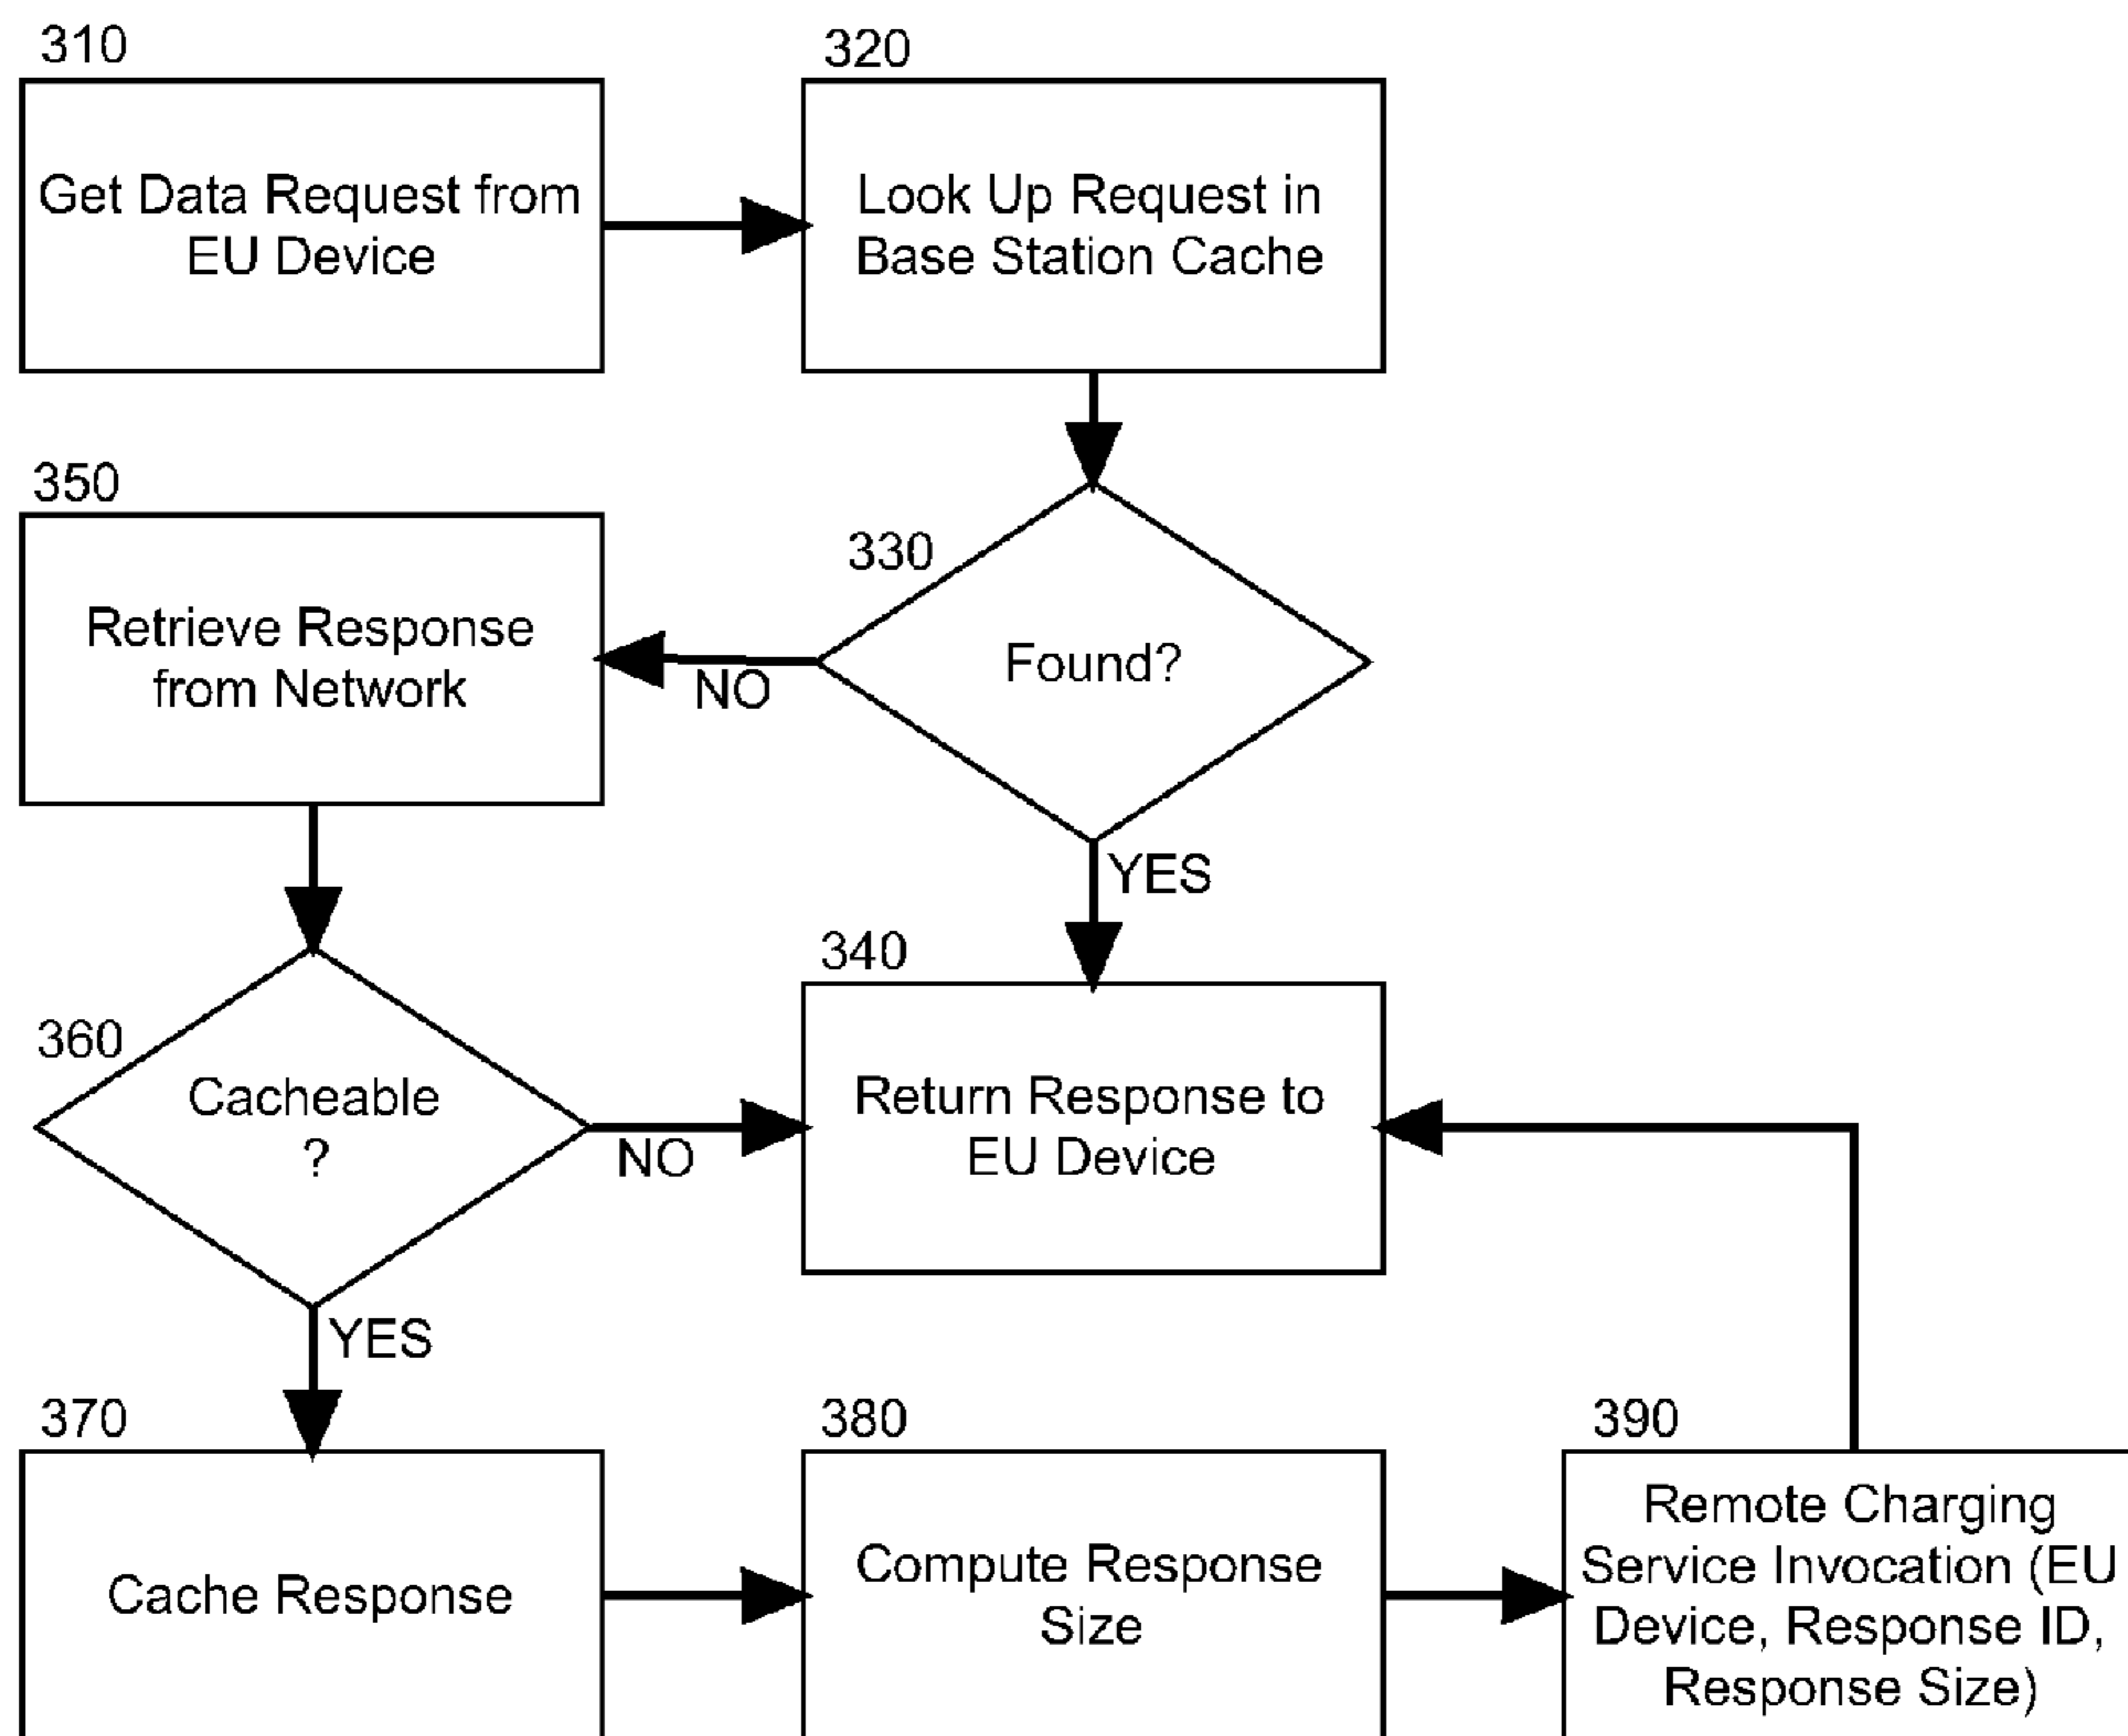 310
Get Data Request from
EU Device
320
Look Up Request in
Base Station Cache
330
Found?
NO
YES
350
Retrieve Response
from Network
340
Return Response to
EU Device
360
Cacheable
?
NO
YES
370
Cache Response
380
Compute Response
Size
390
Remote Charging
Service Invocation (EU
Device, Response ID,
Response Size)